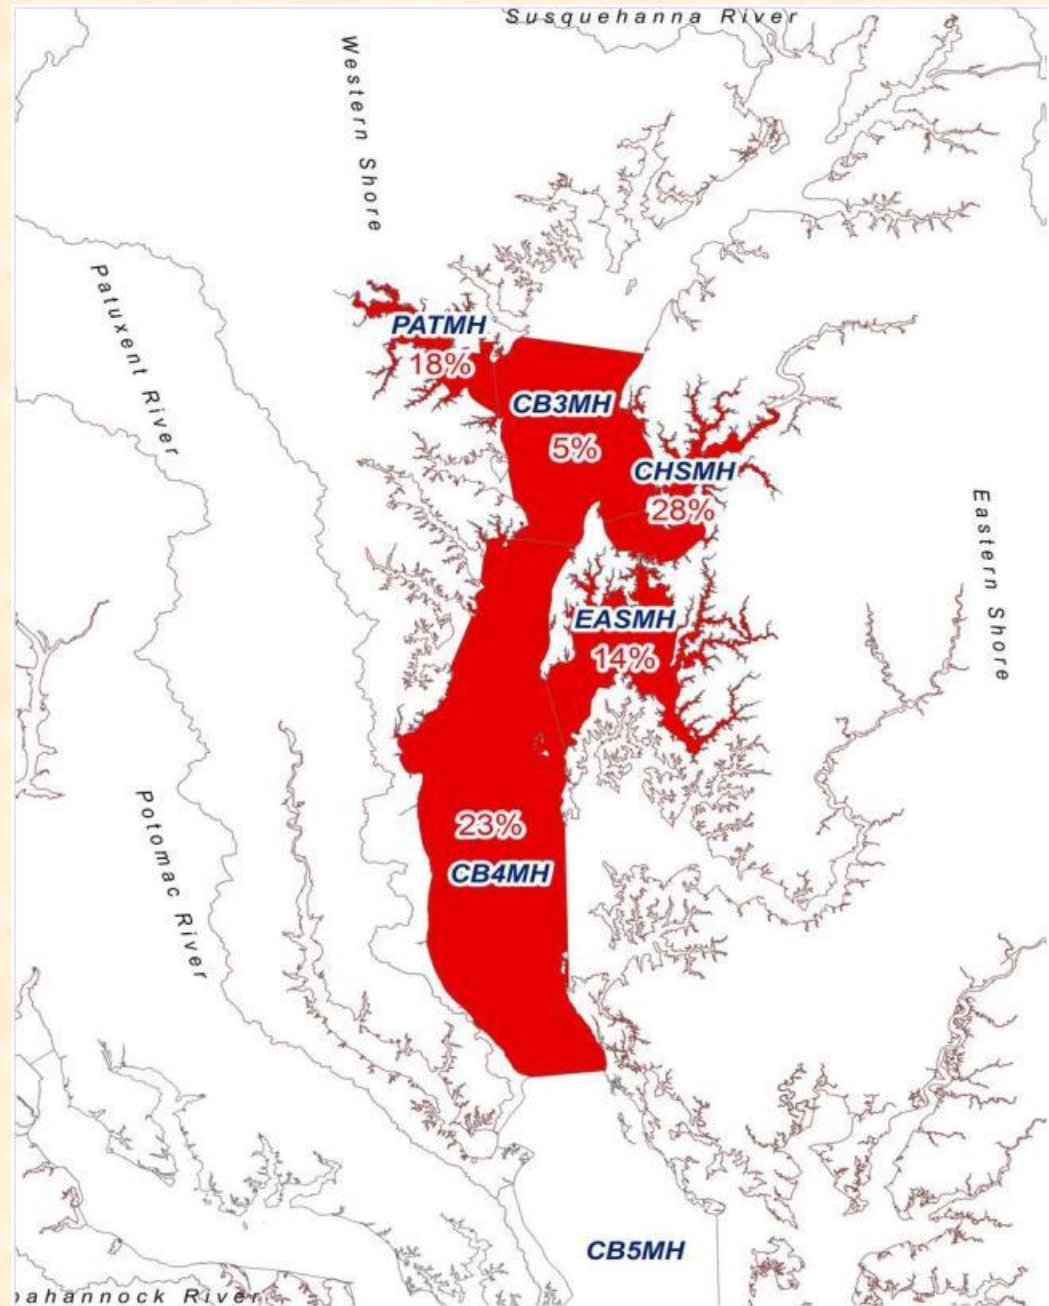 Susquehanna River
Western Shore
Patuxent River
PATMH
18%
CB3MH
5%
CHSMH
28%
Eastern Shore
EASMH
14%
Potomac River
23%
CB4MH
CB5MH
pahannock River